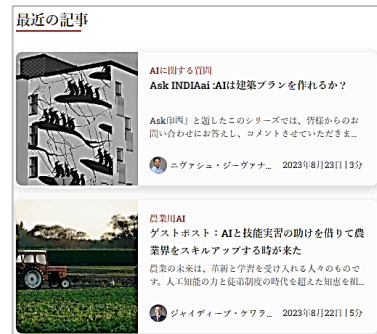 最近の記事
AIに関する質問
Ask INDIAai :AIは建築プランを作れるか？
Ask印西」と題したこのシリーズでは、皆様からのお
問い合わせにお答えし、コメントさせていただきま...
ニヴァシュ・ジーヴァナ... 2023年8月23日 | 3分
農業用AI
ゲストポスト：AIと技能実習の助けを借りて農
業界をスキルアップする時が来た
農業の未来は、革新と学習を受け入れる人々のもので
す。人工知能の力と徒弟制度の時代を超えた知恵を組...
ジャイディープ・ケワラ... 2023年8月22日 | 5分